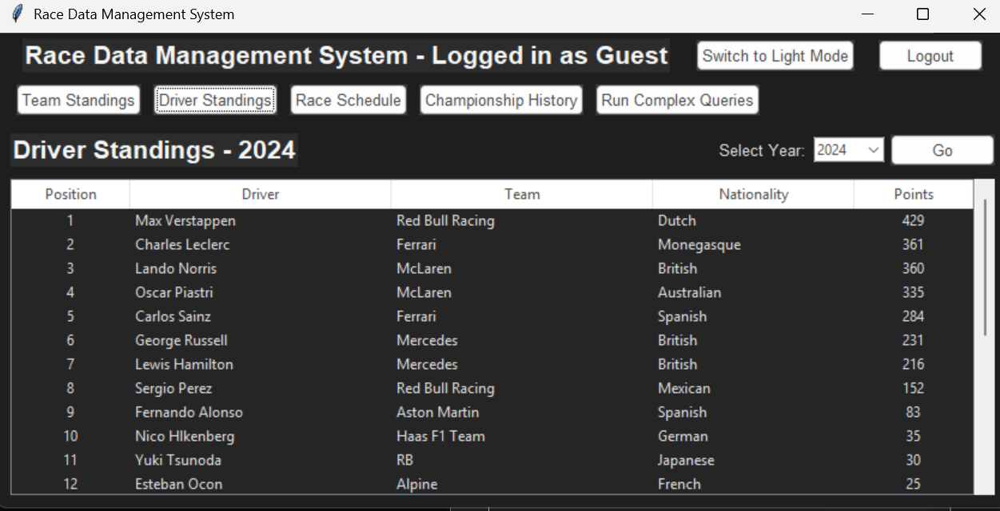 Race Data Management System
Race Data Management System - Logged in as Guest Switch to Light Mode Logout
Team Standings Driver Standings Race Schedule Championship History Run Complex Queries
Driver Standings - 2024 Select Year: 2024 Go
Position Driver Team Nationality Points
1 Max Verstappen Red Bull Racing Dutch 429
2 Charles Leclerc Ferrari Monegasque 361
3 Lando Norris McLaren British 360
4 Oscar Piastri McLaren Australian 335
5 Carlos Sainz Ferrari Spanish 284
6 George Russell Mercedes British 231
7 Lewis Hamilton Mercedes British 216
8 Sergio Perez Red Bull Racing Mexican 152
9 Fernando Alonso Aston Martin Spanish 83
10 Nico Hlkenberg Haas F1 Team German 35
11 Yuki Tsunoda RB Japanese 30
12 Esteban Ocon Alpine French 25